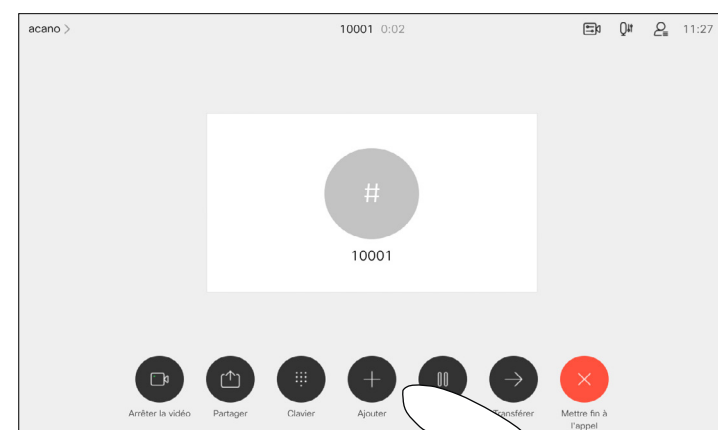 acano > 10001 0:02 11:27
#
10001
Arrêter la vidéo Partager Clavier Ajouter Transférer Mettre fin à
l'appel